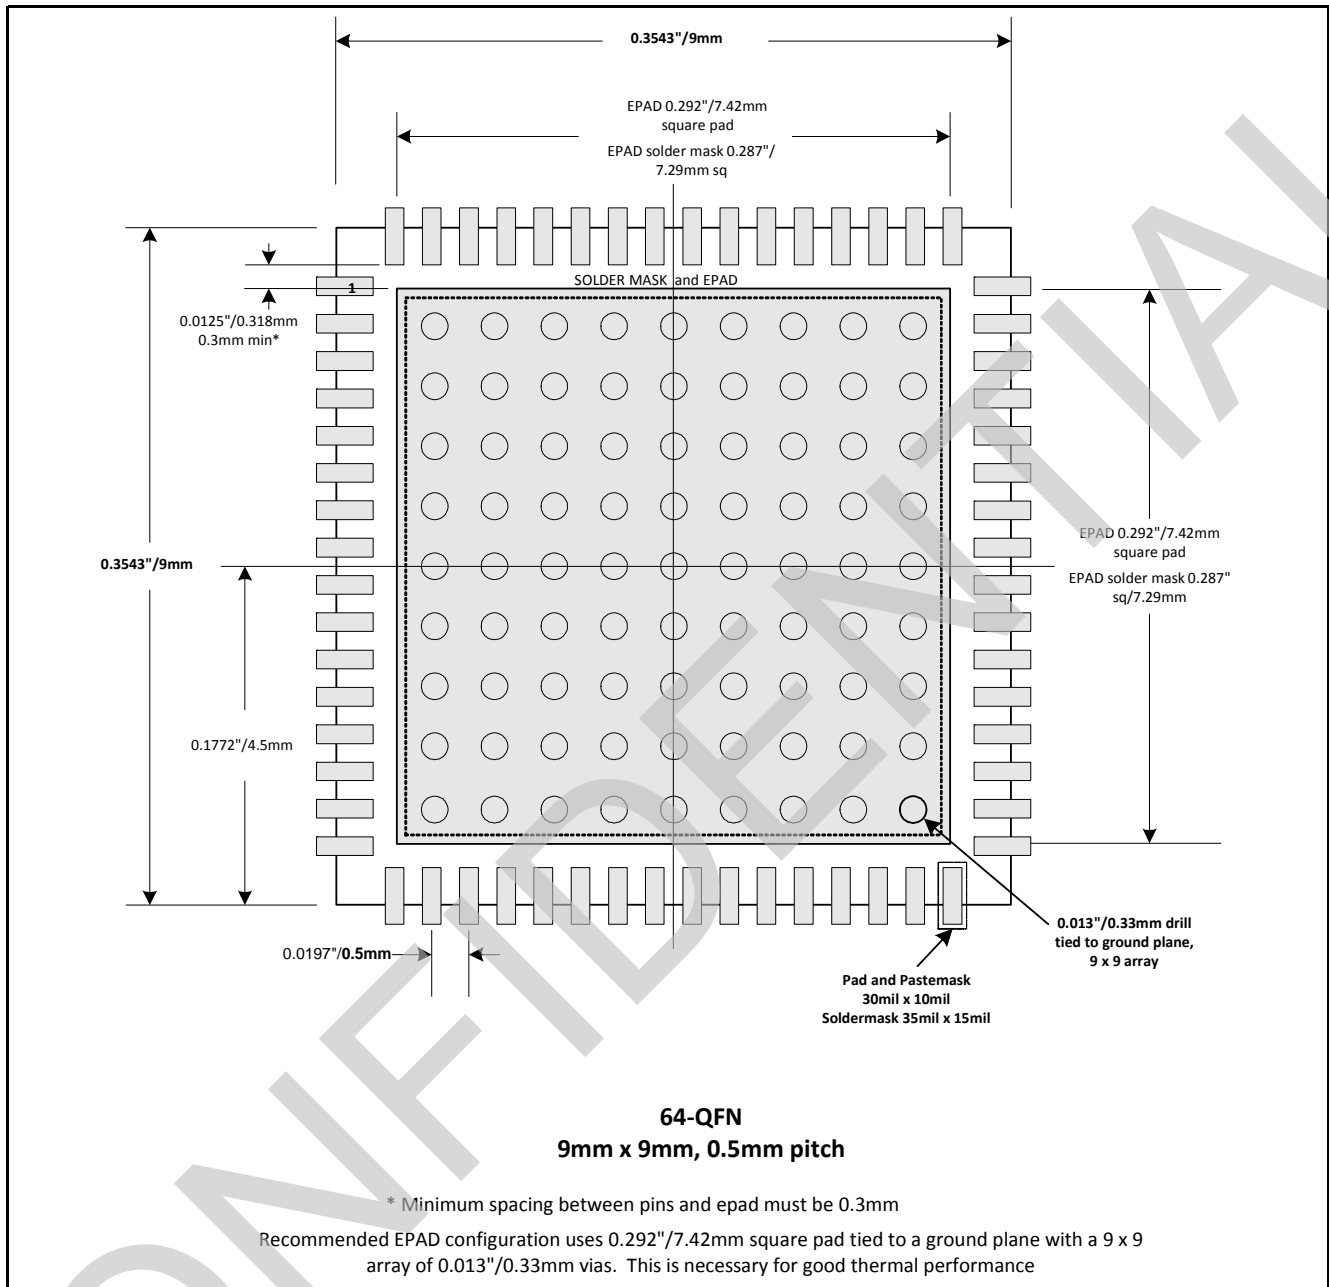 0.3543"/9mm
EPAD 0.292"/7.42mm
square pad
EPAD solder mask 0.287"/
7.29mm sq
SOLDER MASK and EPAD
1
0.0125"/0.318mm
0.3mm min*
0.3543"/9mm
EPAD 0.292"/7.42mm
square pad
EPAD solder mask 0.287"
sq/7.29mm
0.1772"/4.5mm
0.0197"/0.5mm
0.013"/0.33mm drill
tied to ground plane,
9 x 9 array
Pad and Pastemask
30mil x 10mil
Soldermask 35mil x 15mil
64-QFN
9mm x 9mm, 0.5mm pitch
* Minimum spacing between pins and epad must be 0.3mm
Recommended EPAD configuration uses 0.292"/7.42mm square pad tied to a ground plane with a 9 x 9
array of 0.013"/0.33mm vias. This is necessary for good thermal performance
ONFIDENTIAL